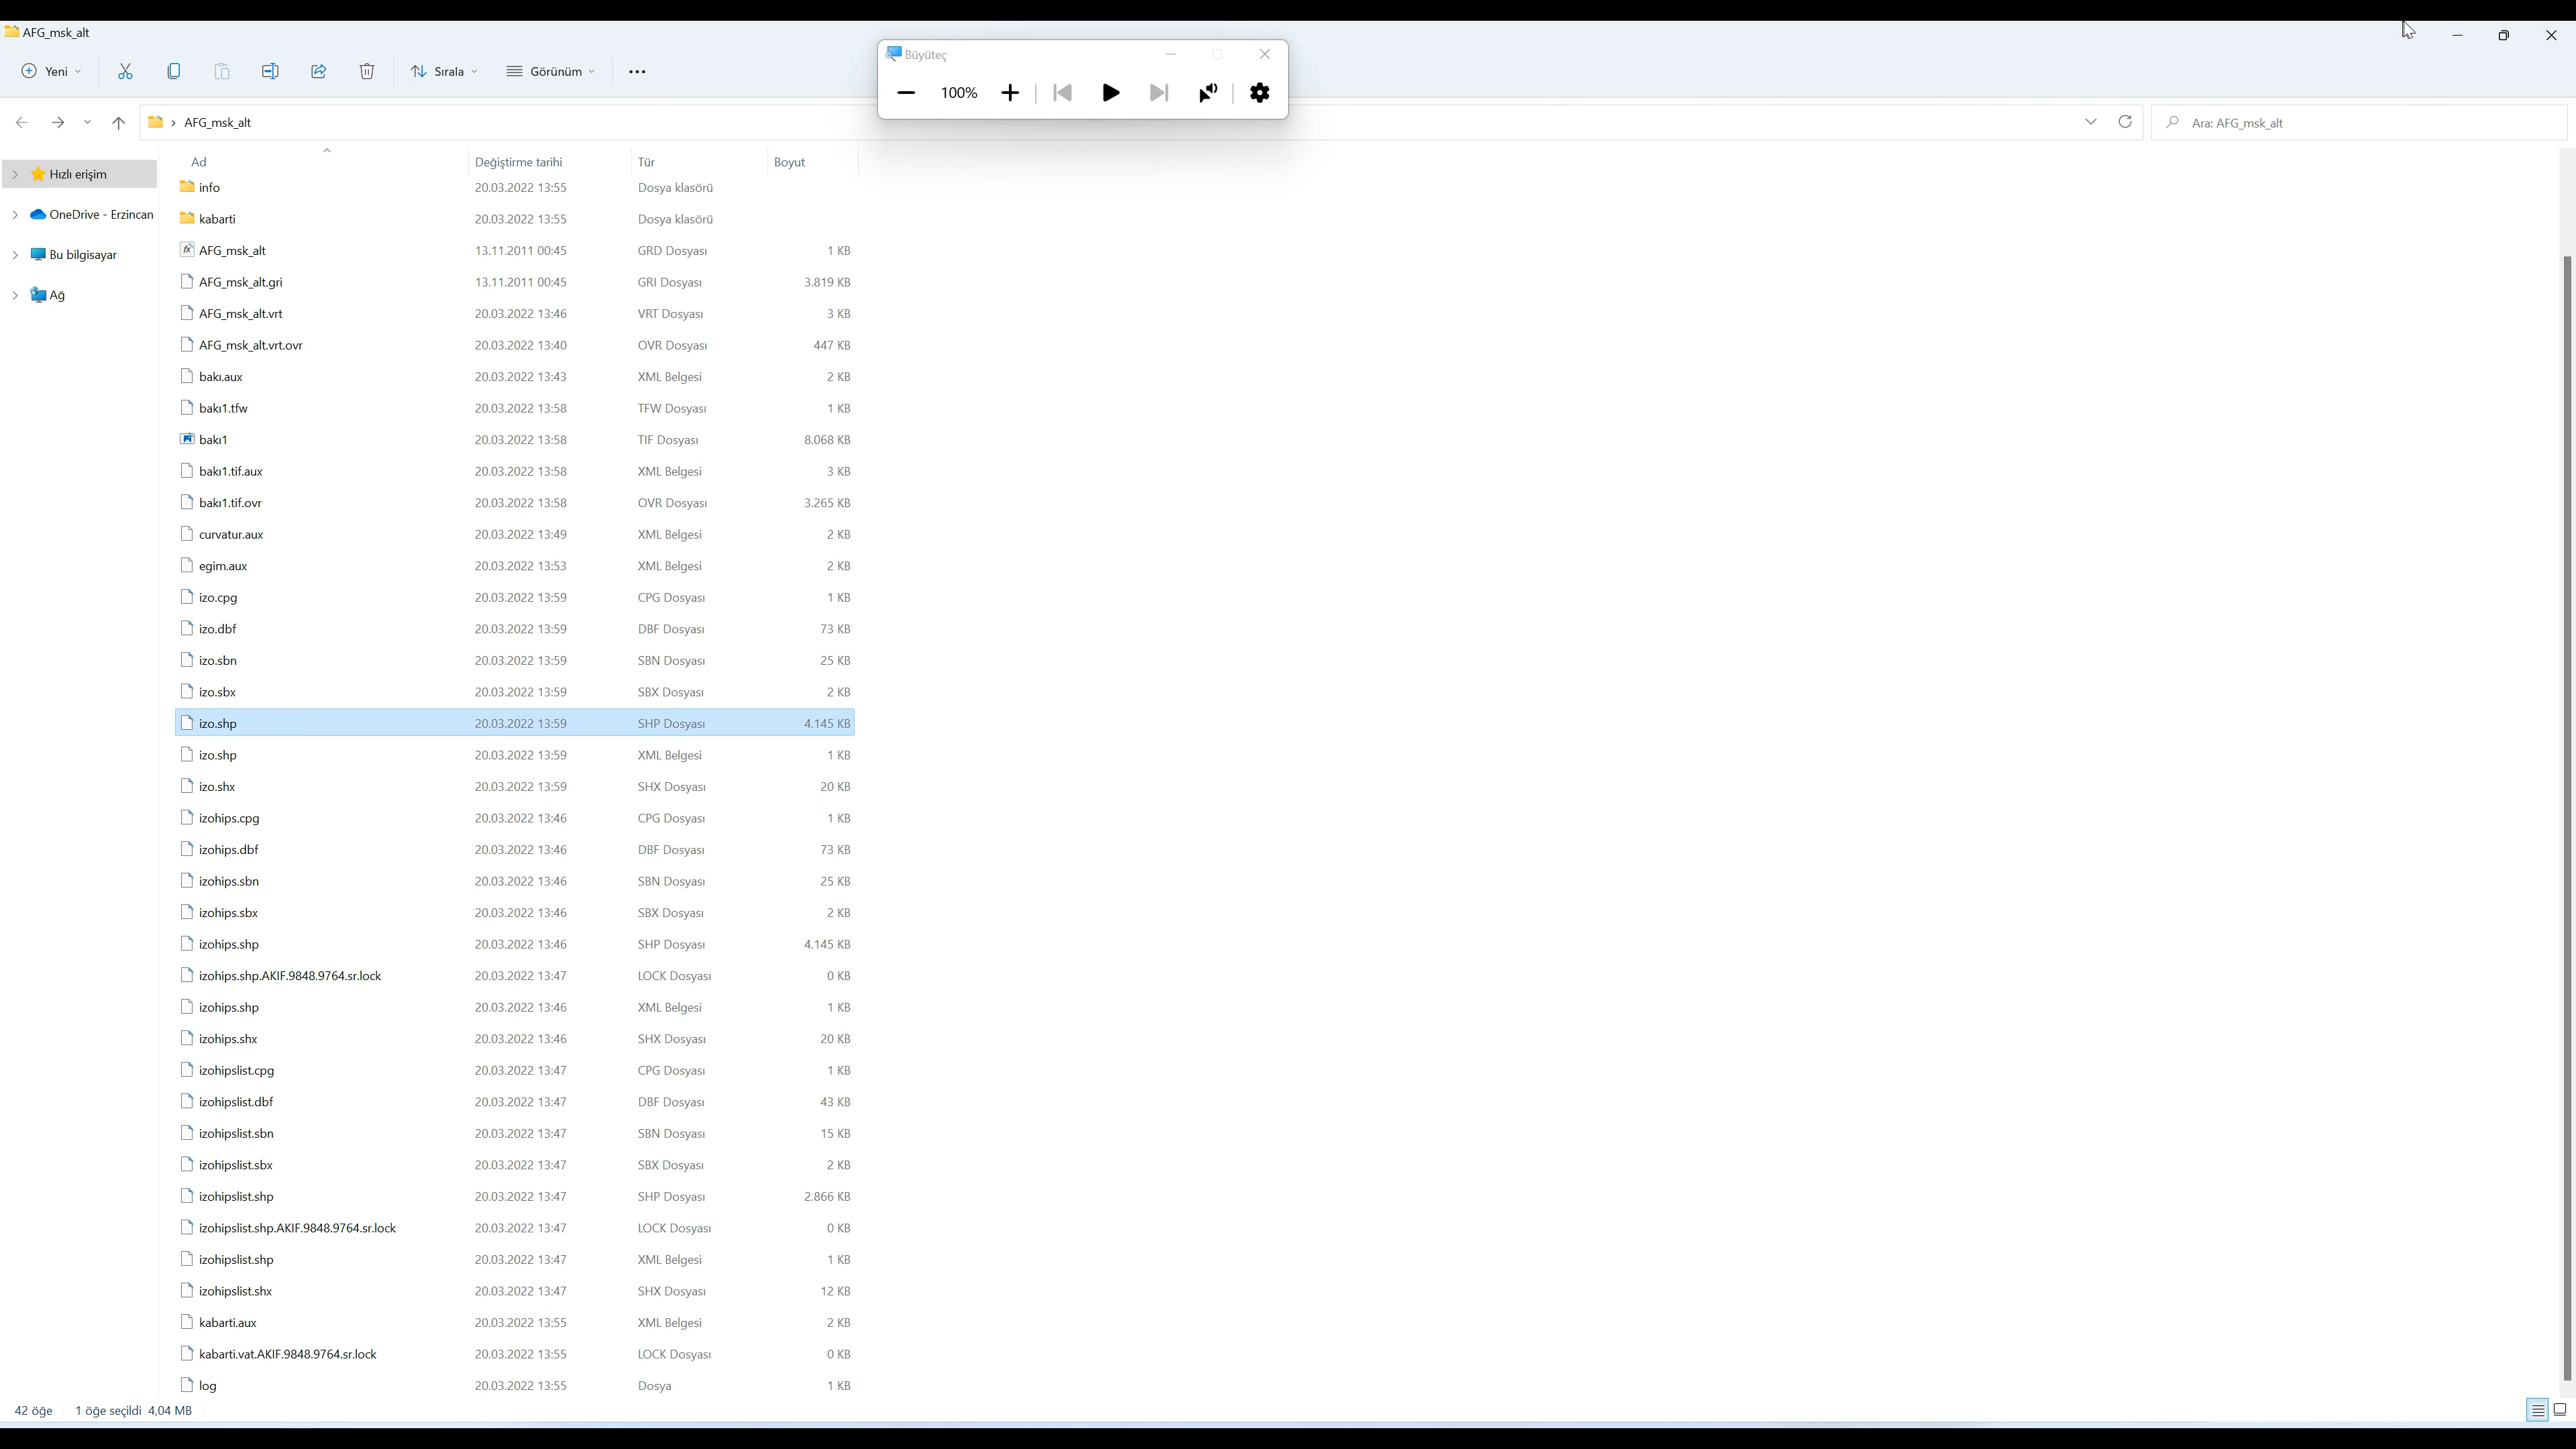 AFG_msk_alt
Büyüteç
Yeni Sırala Görünüm
100%
AFG_msk_alt Ara: AFG_msk_alt
Ad Değiştirme tarihi Tür Boyut
Hızlı erişim
OneDrive - Erzincan
Bu bilgisayar
Ağ
info 20.03.2022 13:55 Dosya klasörü
kabarti 20.03.2022 13:55 Dosya klasörü
AFG_msk_alt 13.11.2011 00:45 GRD Dosyası 1 KB
AFG_msk_alt.gri 13.11.2011 00:45 GRI Dosyası 3.819 KB
AFG_msk_alt.vrt 20.03.2022 13:46 VRT Dosyası 3 KB
AFG_msk_alt.vrt.ovr 20.03.2022 13:40 OVR Dosyası 447 KB
bakı.aux 20.03.2022 13:43 XML Belgesi 2 KB
bakı1.tfw 20.03.2022 13:58 TFW Dosyası 1 KB
bakı1 20.03.2022 13:58 TIF Dosyası 8.068 KB
bakı1.tif.aux 20.03.2022 13:58 XML Belgesi 3 KB
bakı1.tif.ovr 20.03.2022 13:58 OVR Dosyası 3.265 KB
curvatur.aux 20.03.2022 13:49 XML Belgesi 2 KB
egim.aux 20.03.2022 13:53 XML Belgesi 2 KB
izo.cpg 20.03.2022 13:59 CPG Dosyası 1 KB
izo.dbf 20.03.2022 13:59 DBF Dosyası 73 KB
izo.sbn 20.03.2022 13:59 SBN Dosyası 25 KB
izo.sbx 20.03.2022 13:59 SBX Dosyası 2 KB
izo.shp 20.03.2022 13:59 SHP Dosyası 4.145 KB
izo.shp 20.03.2022 13:59 XML Belgesi 1 KB
izo.shx 20.03.2022 13:59 SHX Dosyası 20 KB
izohips.cpg 20.03.2022 13:46 CPG Dosyası 1 KB
izohips.dbf 20.03.2022 13:46 DBF Dosyası 73 KB
izohips.sbn 20.03.2022 13:46 SBN Dosyası 25 KB
izohips.sbx 20.03.2022 13:46 SBX Dosyası 2 KB
izohips.shp 20.03.2022 13:46 SHP Dosyası 4.145 KB
izohips.shp.AKIF.9848.9764.sr.lock 20.03.2022 13:47 LOCK Dosyası 0 KB
izohips.shp 20.03.2022 13:46 XML Belgesi 1 KB
izohips.shx 20.03.2022 13:46 SHX Dosyası 20 KB
izohipslist.cpg 20.03.2022 13:47 CPG Dosyası 1 KB
izohipslist.dbf 20.03.2022 13:47 DBF Dosyası 43 KB
izohipslist.sbn 20.03.2022 13:47 SBN Dosyası 15 KB
izohipslist.sbx 20.03.2022 13:47 SBX Dosyası 2 KB
izohipslist.shp 20.03.2022 13:47 SHP Dosyası 2.866 KB
izohipslist.shp.AKIF.9848.9764.sr.lock 20.03.2022 13:47 LOCK Dosyası 0 KB
izohipslist.shp 20.03.2022 13:47 XML Belgesi 1 KB
izohipslist.shx 20.03.2022 13:47 SHX Dosyası 12 KB
kabarti.aux 20.03.2022 13:55 XML Belgesi 2 KB
kabarti.vat.AKIF.9848.9764.sr.lock 20.03.2022 13:55 LOCK Dosyası 0 KB
log 20.03.2022 13:55 Dosya 1 KB
42 öğe 1 öğe seçildi 4,04 MB